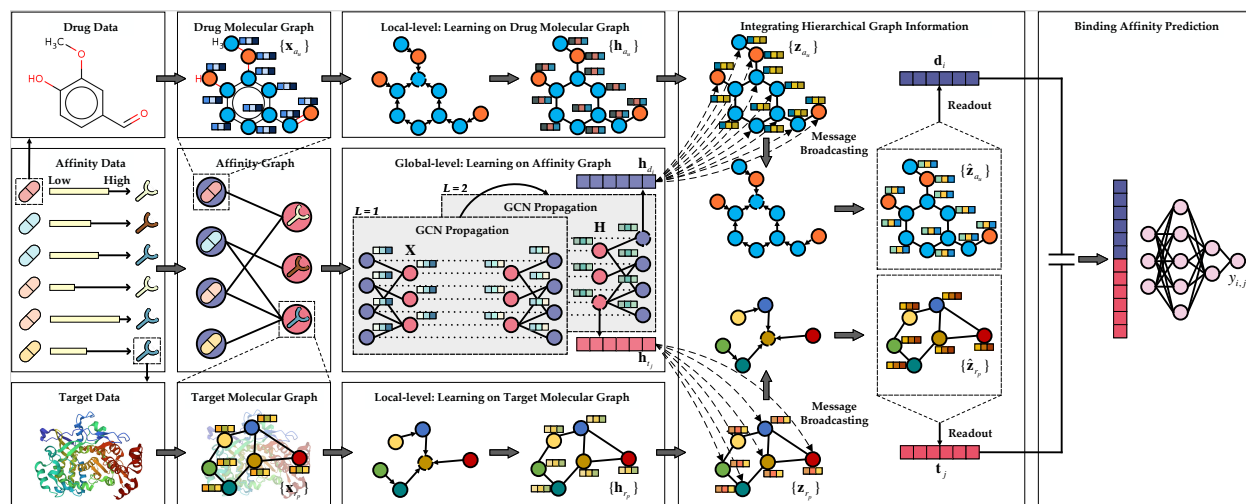 Drug Data
H₃C
O
HO
O
Drug Molecular Graph
H₃C
H
{x_{a_u}}
Local-level: Learning on Drug Molecular Graph
{h_{a_u}}
Integrating Hierarchical Graph Information
{z_{a_u}}
d_i
Readout
Message
Broadcasting
{ẑ_{a_u}}
Binding Affinity Prediction
y_{i,j}
Affinity Data
Low High
Affinity Graph
Global-level: Learning on Affinity Graph
h_{d_i}
L=2
GCN Propagation
L=1
GCN Propagation
X
H
h_{t_j}
{ẑ_{r_p}}
Message
Broadcasting
Readout
t_j
Target Data
Target Molecular Graph
{x_{r_p}}
Local-level: Learning on Target Molecular Graph
{h_{r_p}}
{z_{r_p}}